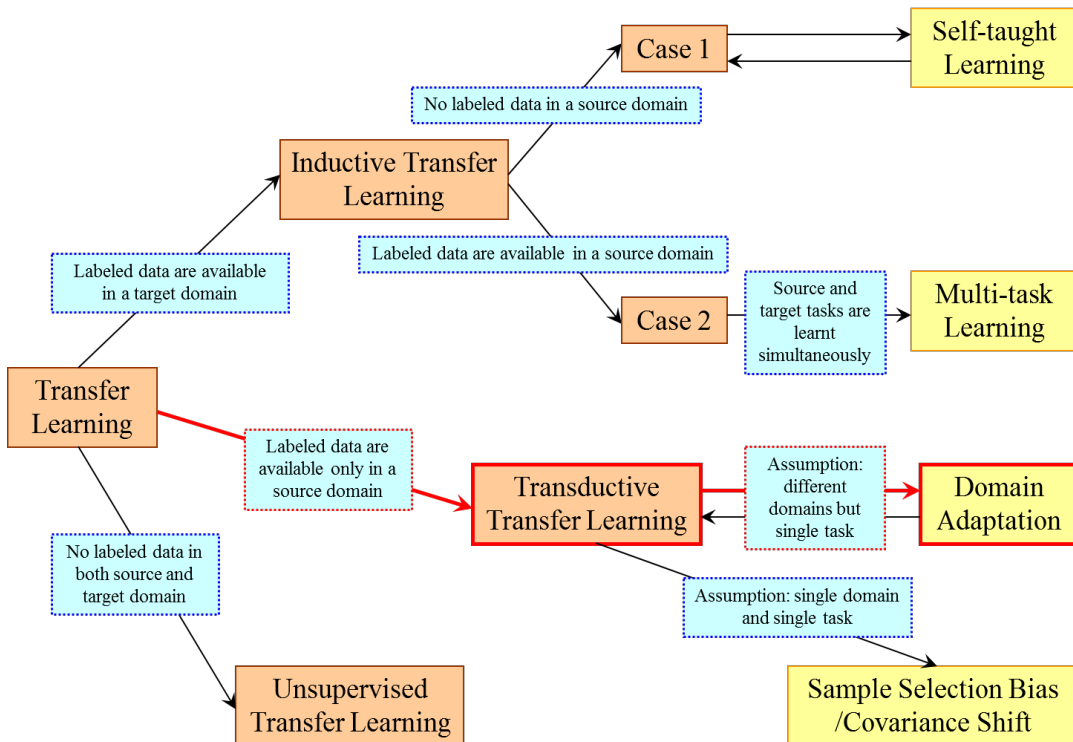 Case 1
Self-taught
Learning
No labeled data in a source domain
Inductive Transfer
Learning
Labeled data are available in a source domain
Labeled data are available
in a target domain
Case 2
Source and
target tasks are
learnt
simultaneously
Multi-task
Learning
Transfer
Learning
Labeled data are
available only in a
source domain
Transductive
Transfer Learning
Assumption:
different
domains but
single task
Domain
Adaptation
No labeled data in
both source and
target domain
Assumption: single domain
and single task
Unsupervised
Transfer Learning
Sample Selection Bias
/Covariance Shift